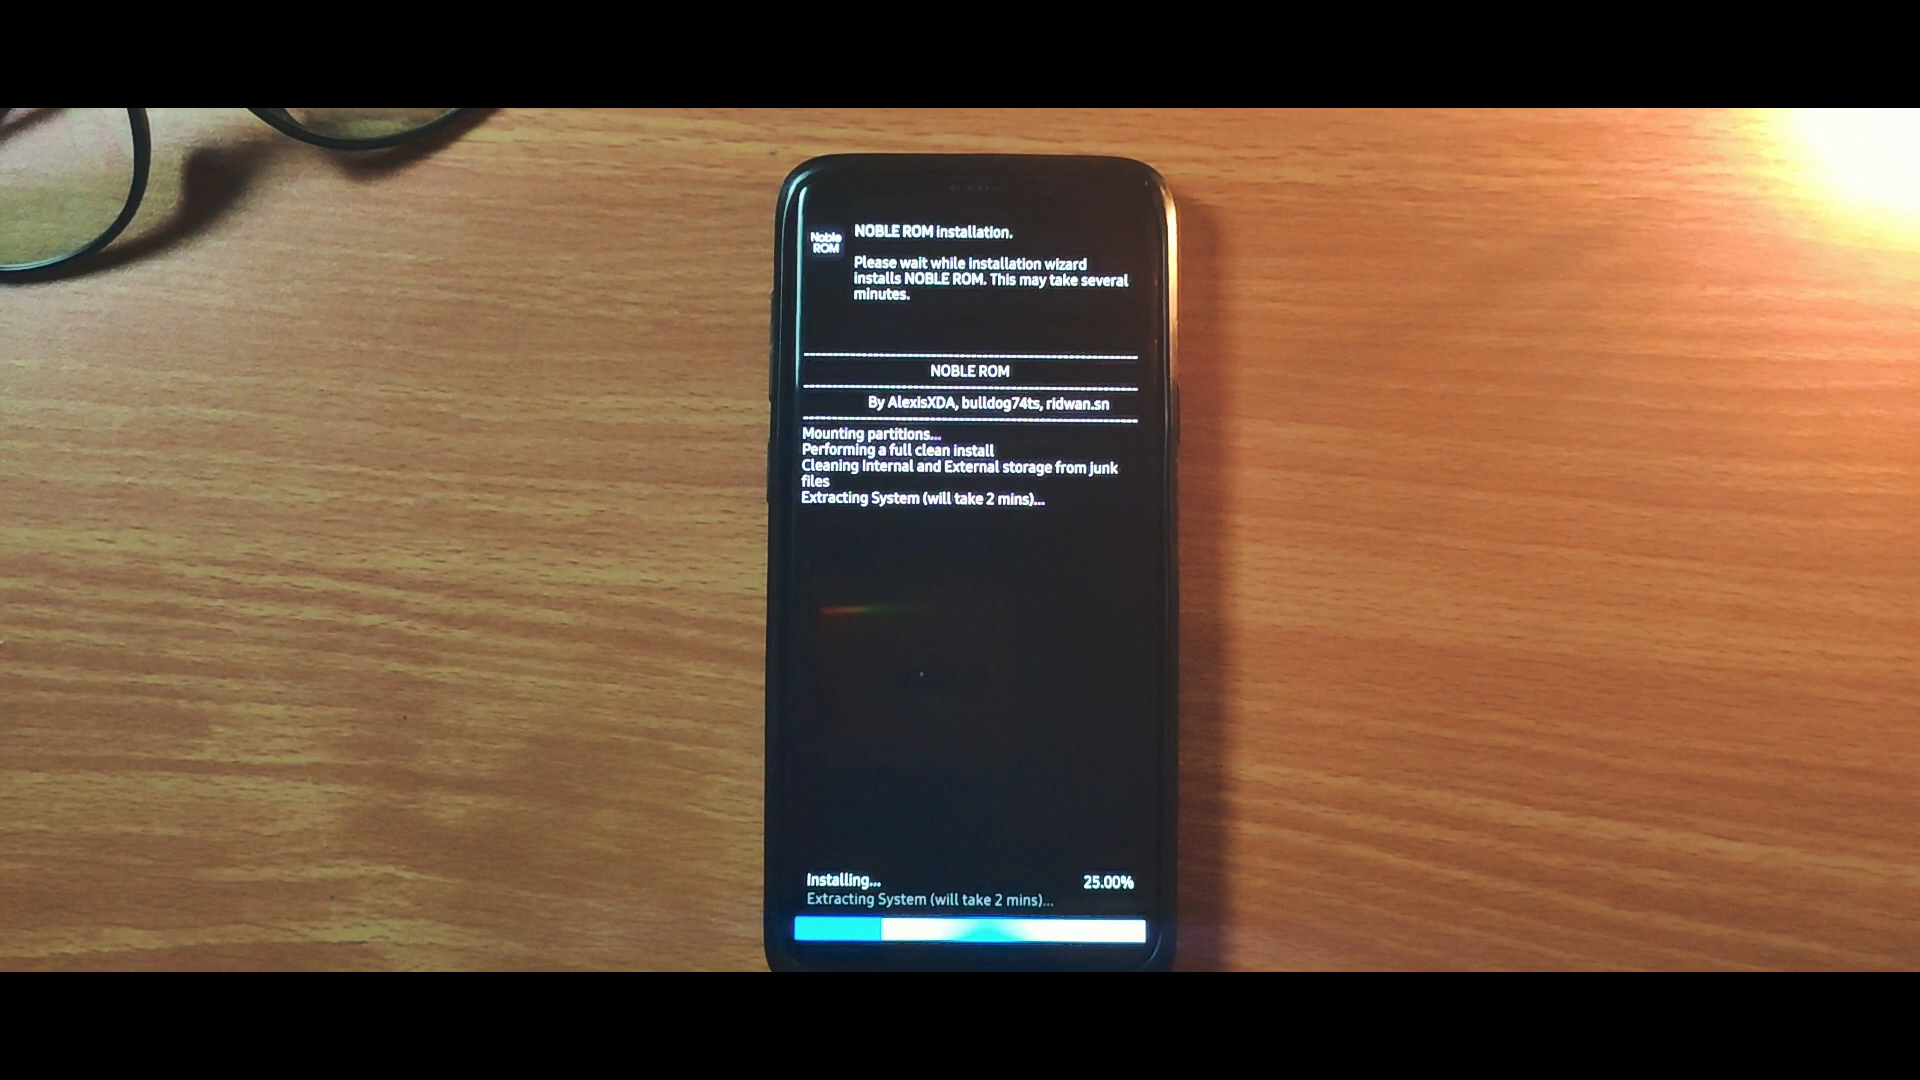 Noble
ROM
NOBLE ROM installation.
Please wait while installation wizard
installs NOBLE ROM. This may take several
minutes.
NOBLE ROM
By AlexisXDA, bulldog74ts, ridwan.sn
Mounting partitions...
Performing a full clean install
Cleaning Internal and External storage from junk
files
Extracting System (will take 2 mins)...
Installing... 25.00%
Extracting System (will take 2 mins)...